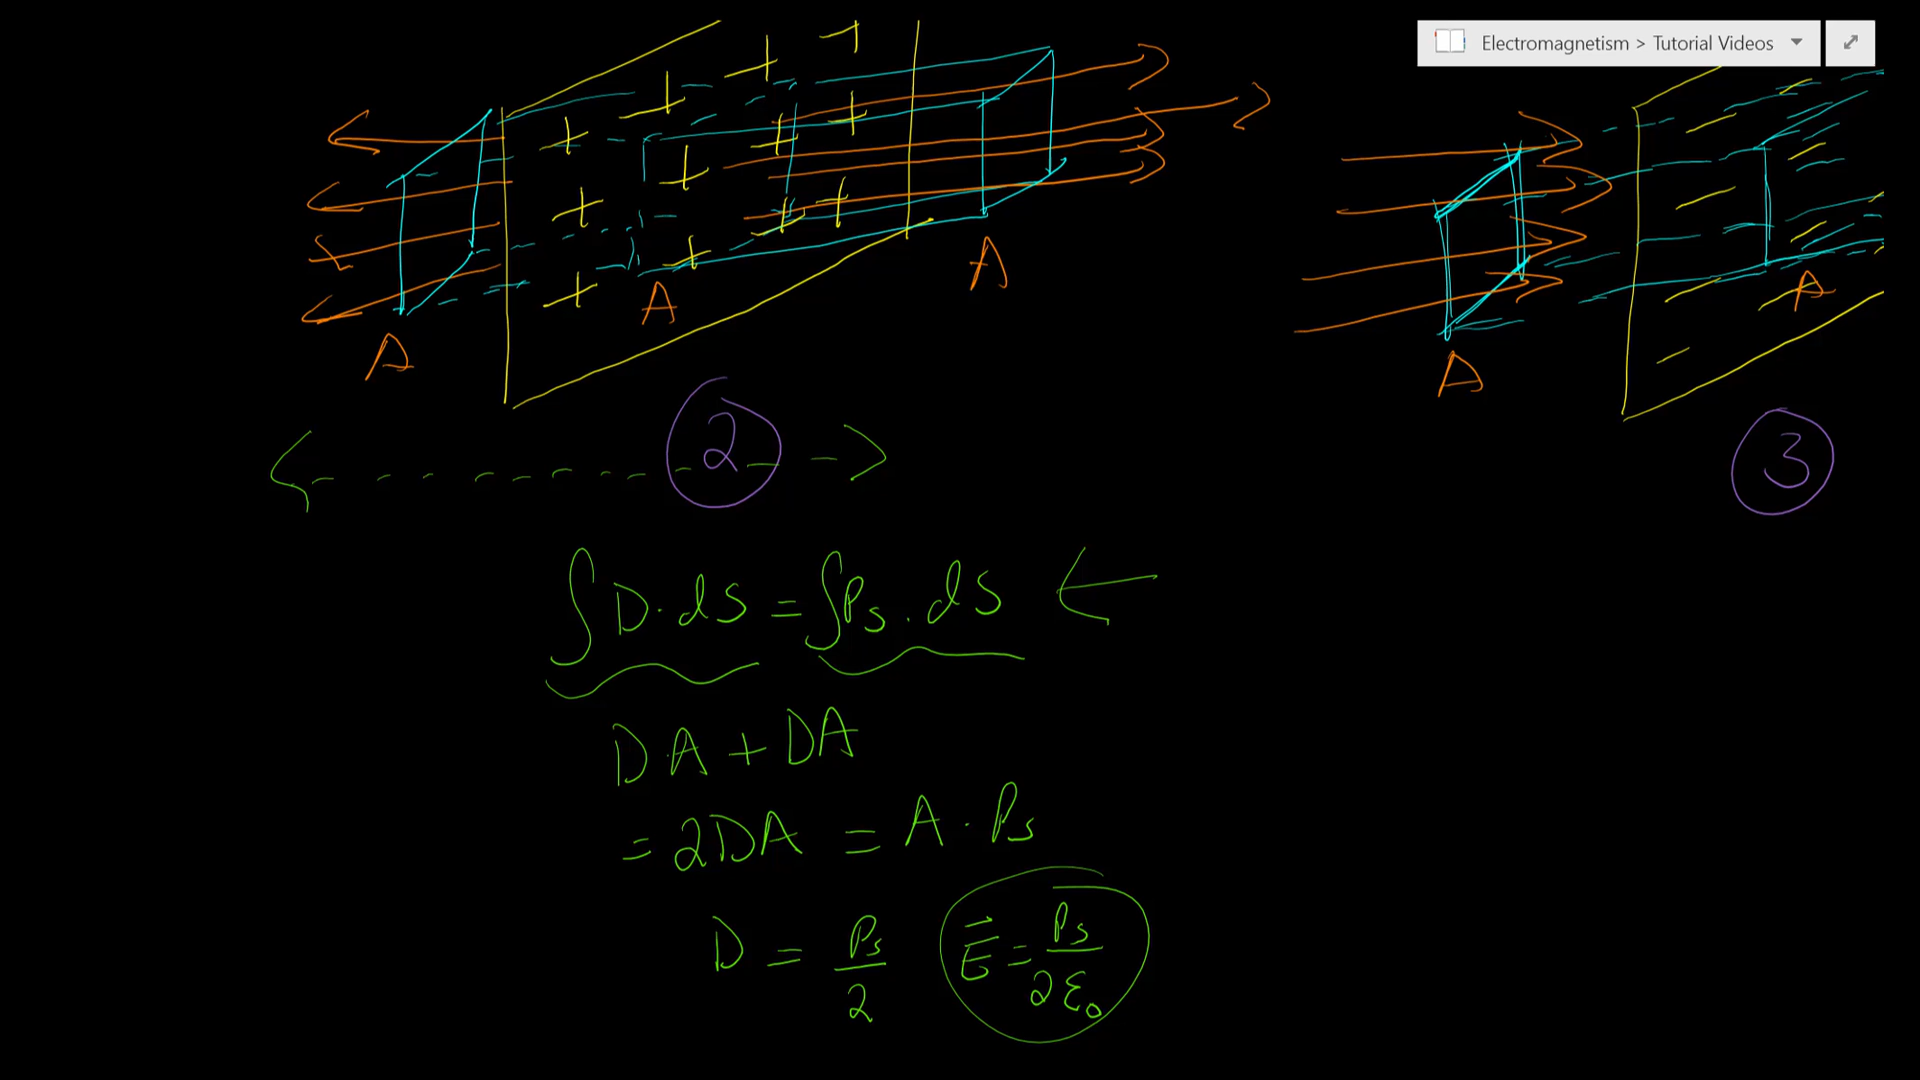 Electromagnetism > Tutorial Videos
A
A
A
A
A
2
3
∫D·dS = ∫ρs·dS ←
DA + DA
= 2DA = A·ρs
D = ρs/2
E⃗ = ρs/2ε₀